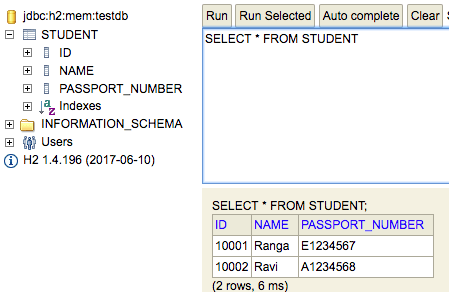 jdbc:h2:mem:testdb
STUDENT
ID
NAME
PASSPORT_NUMBER
Indexes
INFORMATION_SCHEMA
Users
H2 1.4.196 (2017-06-10)
Run Run Selected Auto complete Clear
SELECT * FROM STUDENT
SELECT * FROM STUDENT;
ID NAME PASSPORT_NUMBER
10001 Ranga E1234567
10002 Ravi A1234568
(2 rows, 6 ms)